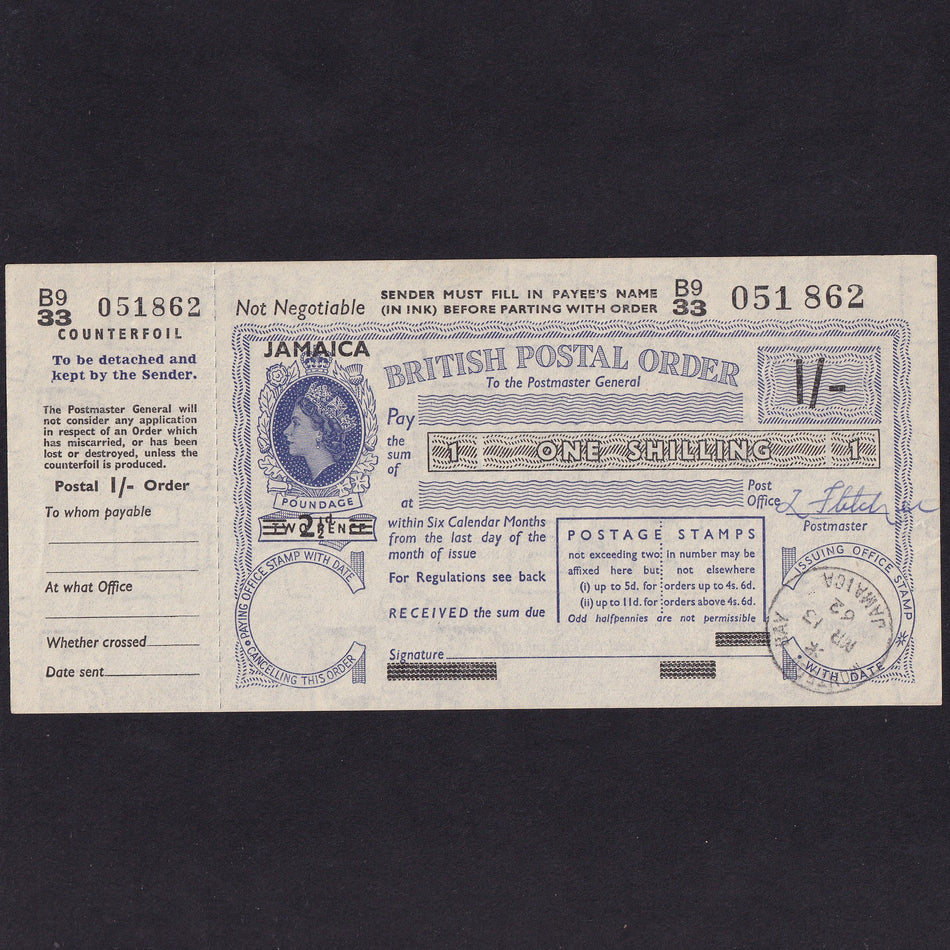 B9
33 051862
COUNTERFOIL
To be detached and
kept by the Sender.
The Postmaster General will
not consider any application
in respect of an Order which
has miscarried, or has been
lost or destroyed, unless the
counterfoil is produced.
Postal 1/- Order
To whom payable
At what Office
Whether crossed
Date sent
Not Negotiable
SENDER MUST FILL IN PAYEE'S NAME
(IN INK) BEFORE PARTING WITH ORDER
B9
33 051 862
JAMAICA
POUNDAGE
TWO PENCE
2½d
BRITISH POSTAL ORDER
To the Postmaster General
1/-
Pay
the
sum
of
1 ONE SHILLING 1
at
Post
Office
L Fletcher
Postmaster
within Six Calendar Months
from the last day of the
month of issue
For Regulations see back
RECEIVED the sum due
Signature
POSTAGE STAMPS
not exceeding two in number may be
affixed here but not elsewhere
(i) up to 5d. for orders up to 4s. 6d.
(ii) up to 11d. for orders above 4s. 6d.
Odd halfpennies are not permissible
PAYING OFFICE STAMP WITH DATE
CANCELLING THIS ORDER
ISSUING OFFICE STAMP
WITH DATE
BAY
JAMAICA
MR 13
62